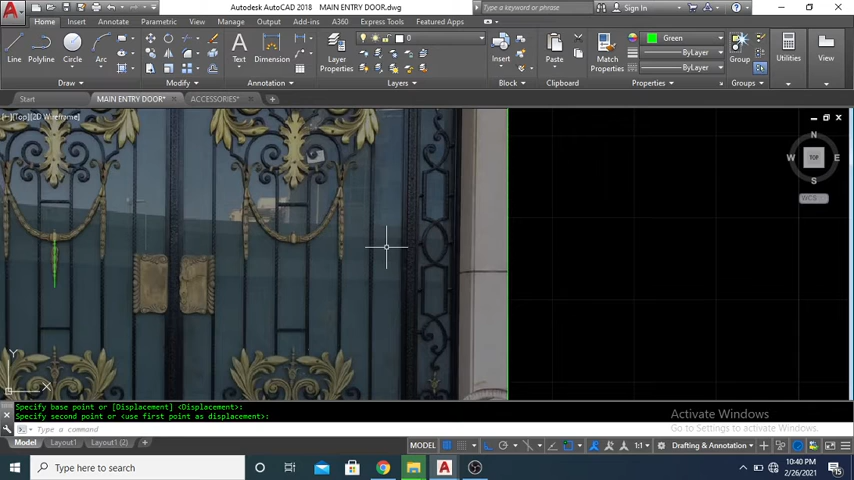 Autodesk AutoCAD 2018 MAIN ENTRY DOOR.dwg
Type a keyword or phrase
Sign In
Home Insert Annotate Parametric View Manage Output Add-ins A360 Express Tools Featured Apps
Line Polyline Circle Arc Text Dimension Layer Properties 0 Insert Paste Match Properties Green ByLayer ByLayer Group Utilities View
Draw Modify Annotation Layers Block Clipboard Properties Groups
Start MAIN ENTRY DOOR* ACCESSORIES*
[-][Top][2D Wireframe]
N
W TOP E
S
WCS
Y
X
Specify base point or [Displacement] <Displacement>:
Specify second point or <use first point as displacement>:
Type a command
Activate Windows
Go to Settings to activate Windows.
Model Layout1 Layout1 (2) MODEL 1:1 Drafting & Annotation
Type here to search
10:40 PM
2/26/2021